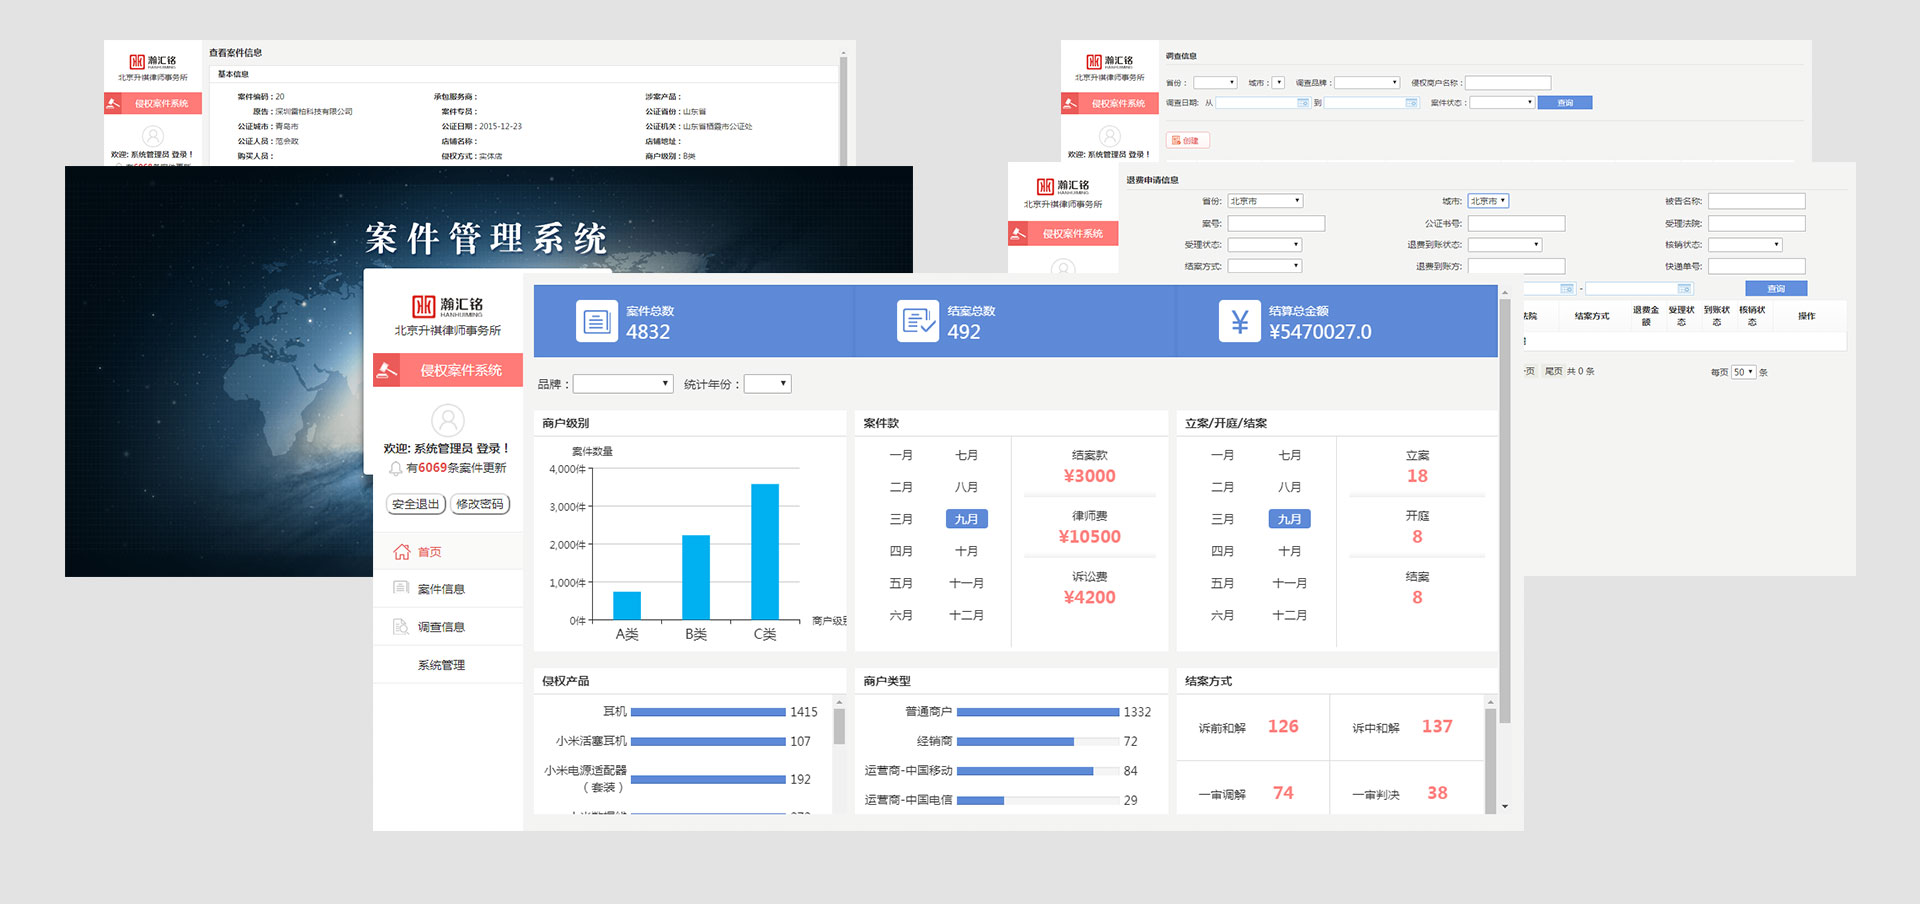 瀚汇铭
HANHUIMING
北京升祺律师事务所
侵权案件系统
欢迎: 系统管理员 登录！
查看案件信息
基本信息
案件编码：20
承包服务商：
涉案产品：
原告：深圳雷柏科技有限公司
案件专员：
公证省份：山东省
公证城市：青岛市
公证日期：2015-12-23
公证机关：山东省栖霞市公证处
公证人员：范会政
店铺名称：
店铺地址：
购买人员：
侵权方式：实体店
商户级别：B类
瀚汇铭
HANHUIMING
北京升祺律师事务所
侵权案件系统
欢迎: 系统管理员 登录！
调查信息
省份：
城市：
调查品牌：
侵权商户名称：
调查日期: 从
到
案件状态：
查询
创建
瀚汇铭
HANHUIMING
北京升祺律师事务所
侵权案件系统
退费申请信息
省份: 北京市
城市: 北京市
被告名称:
案号:
公证书号:
受理法院:
受理状态:
退费到账状态:
核销状态:
结案方式:
退费到账方:
快递单号:
-
查询
法院
结案方式
退费金额
受理状态
到账状态
核销状态
操作
尾页 共 0 条
每页 50 条
案件管理系统
瀚汇铭
HANHUIMING
北京升祺律师事务所
侵权案件系统
欢迎: 系统管理员 登录！
有6069条案件更新
安全退出
修改密码
首页
案件信息
调查信息
系统管理
案件总数
4832
结案总数
492
结算总金额
¥5470027.0
品牌：
统计年份：
商户级别
案件数量
4,000件
3,000件
2,000件
1,000件
0件
A类
B类
C类
商户级别
案件款
一月
七月
二月
八月
三月
九月
四月
十月
五月
十一月
六月
十二月
结案款
¥3000
律师费
¥10500
诉讼费
¥4200
立案/开庭/结案
一月
七月
二月
八月
三月
九月
四月
十月
五月
十一月
六月
十二月
立案
18
开庭
8
结案
8
侵权产品
耳机 1415
小米活塞耳机 107
小米电源适配器
（套装） 192
商户类型
普通商户 1332
经销商 72
运营商-中国移动 84
运营商-中国电信 29
结案方式
诉前和解 126
诉中和解 137
一审调解 74
一审判决 38